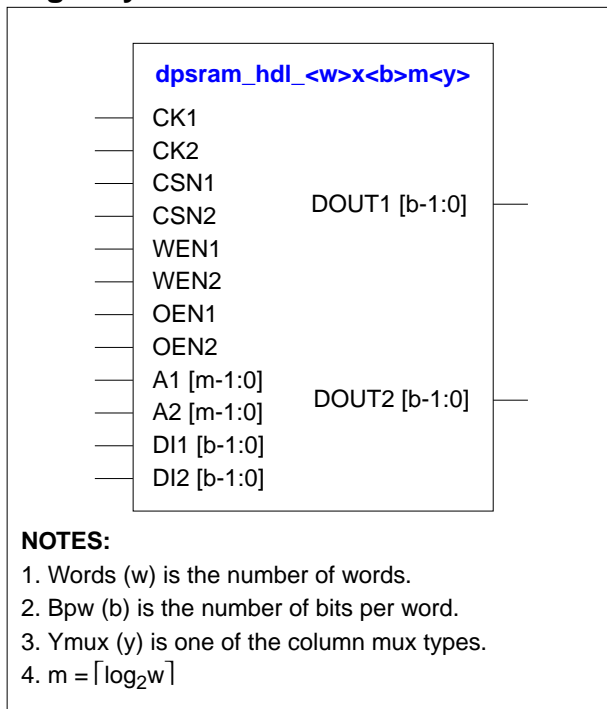 dpsram_hdl_<w>x<b>m<y>
CK1
CK2
CSN1
CSN2
WEN1
WEN2
OEN1
OEN2
A1 [m-1:0]
A2 [m-1:0]
DI1 [b-1:0]
DI2 [b-1:0]
DOUT1 [b-1:0]
DOUT2 [b-1:0]
NOTES:
1. Words (w) is the number of words.
2. Bpw (b) is the number of bits per word.
3. Ymux (y) is one of the column mux types.
4. m = ⌈log₂w⌉